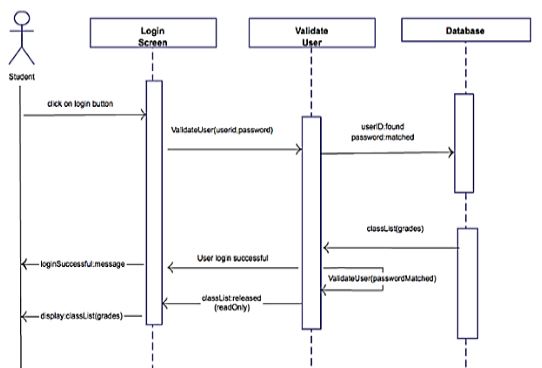 Login
Screen
Validate
User
Database
Student
click on login button
ValidateUser(userid,password)
userID:found
password:matched
classList(grades)
User login successful
loginSuccessful:message
ValidateUser(passwordMatched)
classList:released
(readOnly)
display:classList(grades)